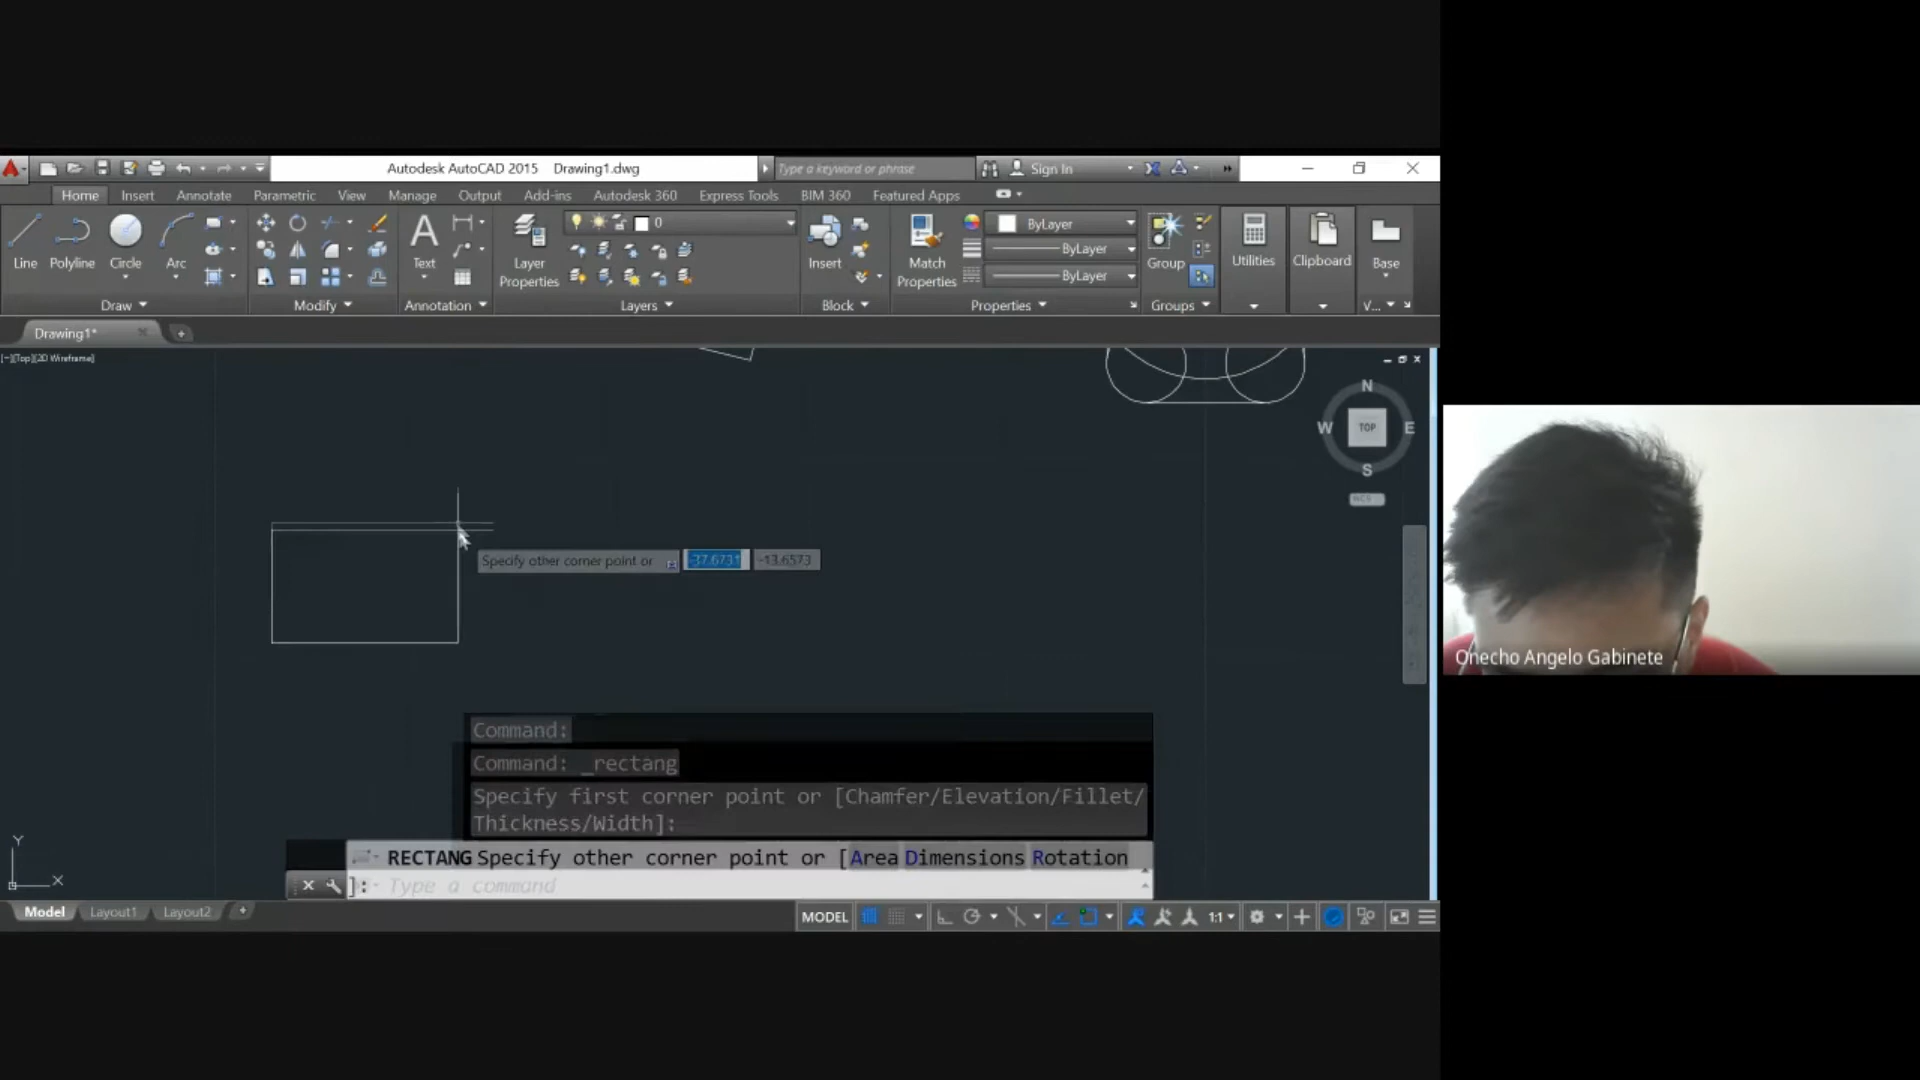 Autodesk AutoCAD 2015 Drawing1.dwg
Type a keyword or phrase
Sign In
Home Insert Annotate Parametric View Manage Output Add-ins Autodesk 360 Express Tools BIM 360 Featured Apps
0
ByLayer
ByLayer
ByLayer
Line Polyline Circle Arc
Text
Layer Properties
Insert
Match Properties
Group
Utilities
Clipboard
Base
Draw Modify Annotation Layers Block Properties Groups V...
Drawing1*
[−][Top][2D Wireframe]
N
W TOP E
S
WCS
Specify other corner point or -37.6731 -13.6573
Onecho Angelo Gabinete
Command:
Command: _rectang
Specify first corner point or [Chamfer/Elevation/Fillet/
Thickness/Width]:
RECTANG Specify other corner point or [Area Dimensions Rotation
]: Type a command
Y
X
Model Layout1 Layout2
MODEL 1:1